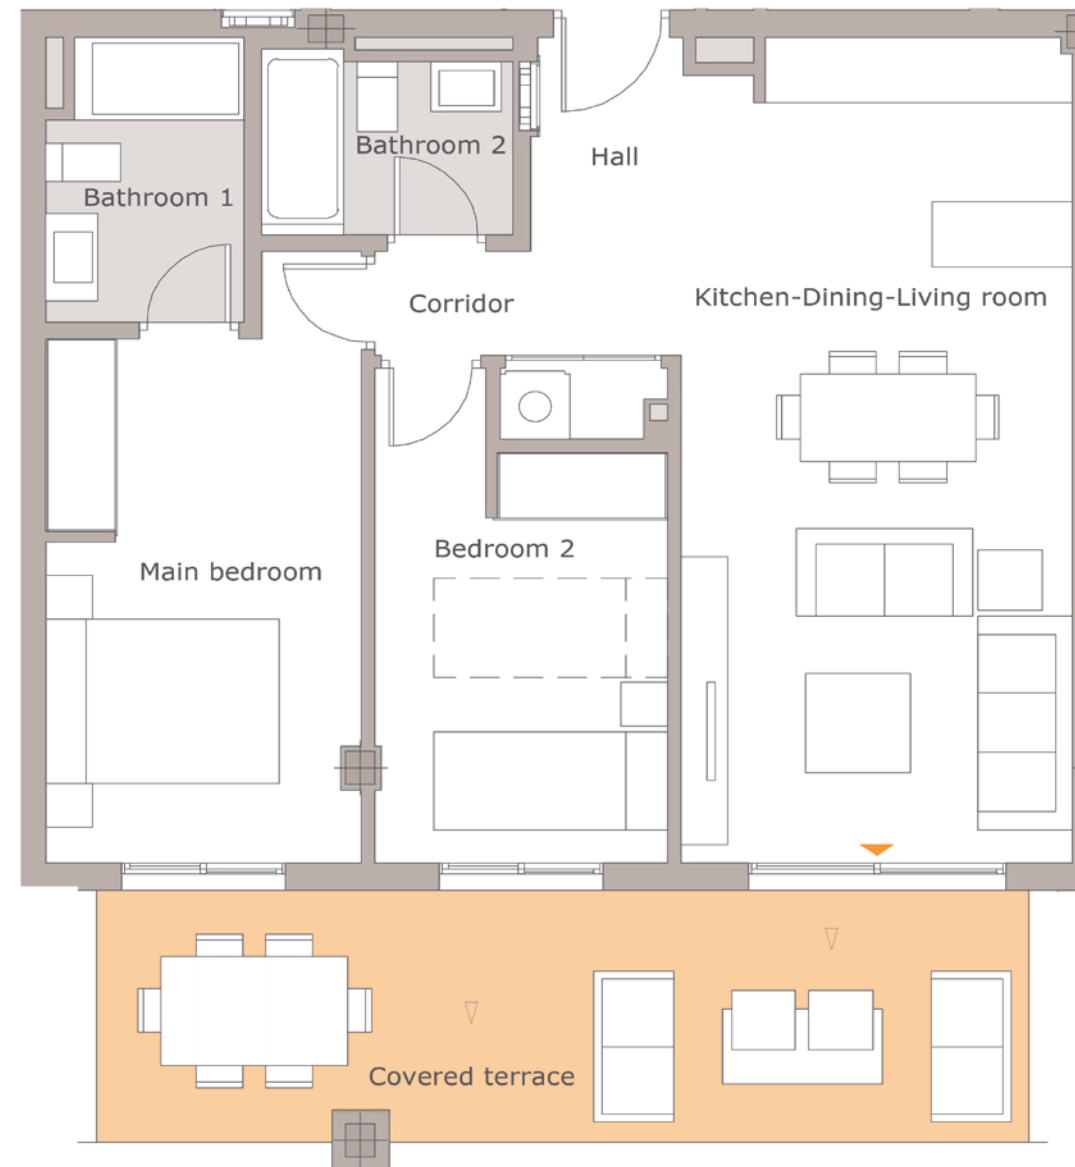 Bathroom 2
Hall
Bathroom 1
Corridor
Kitchen-Dining-Living room
Bedroom 2
Main bedroom
Covered terrace